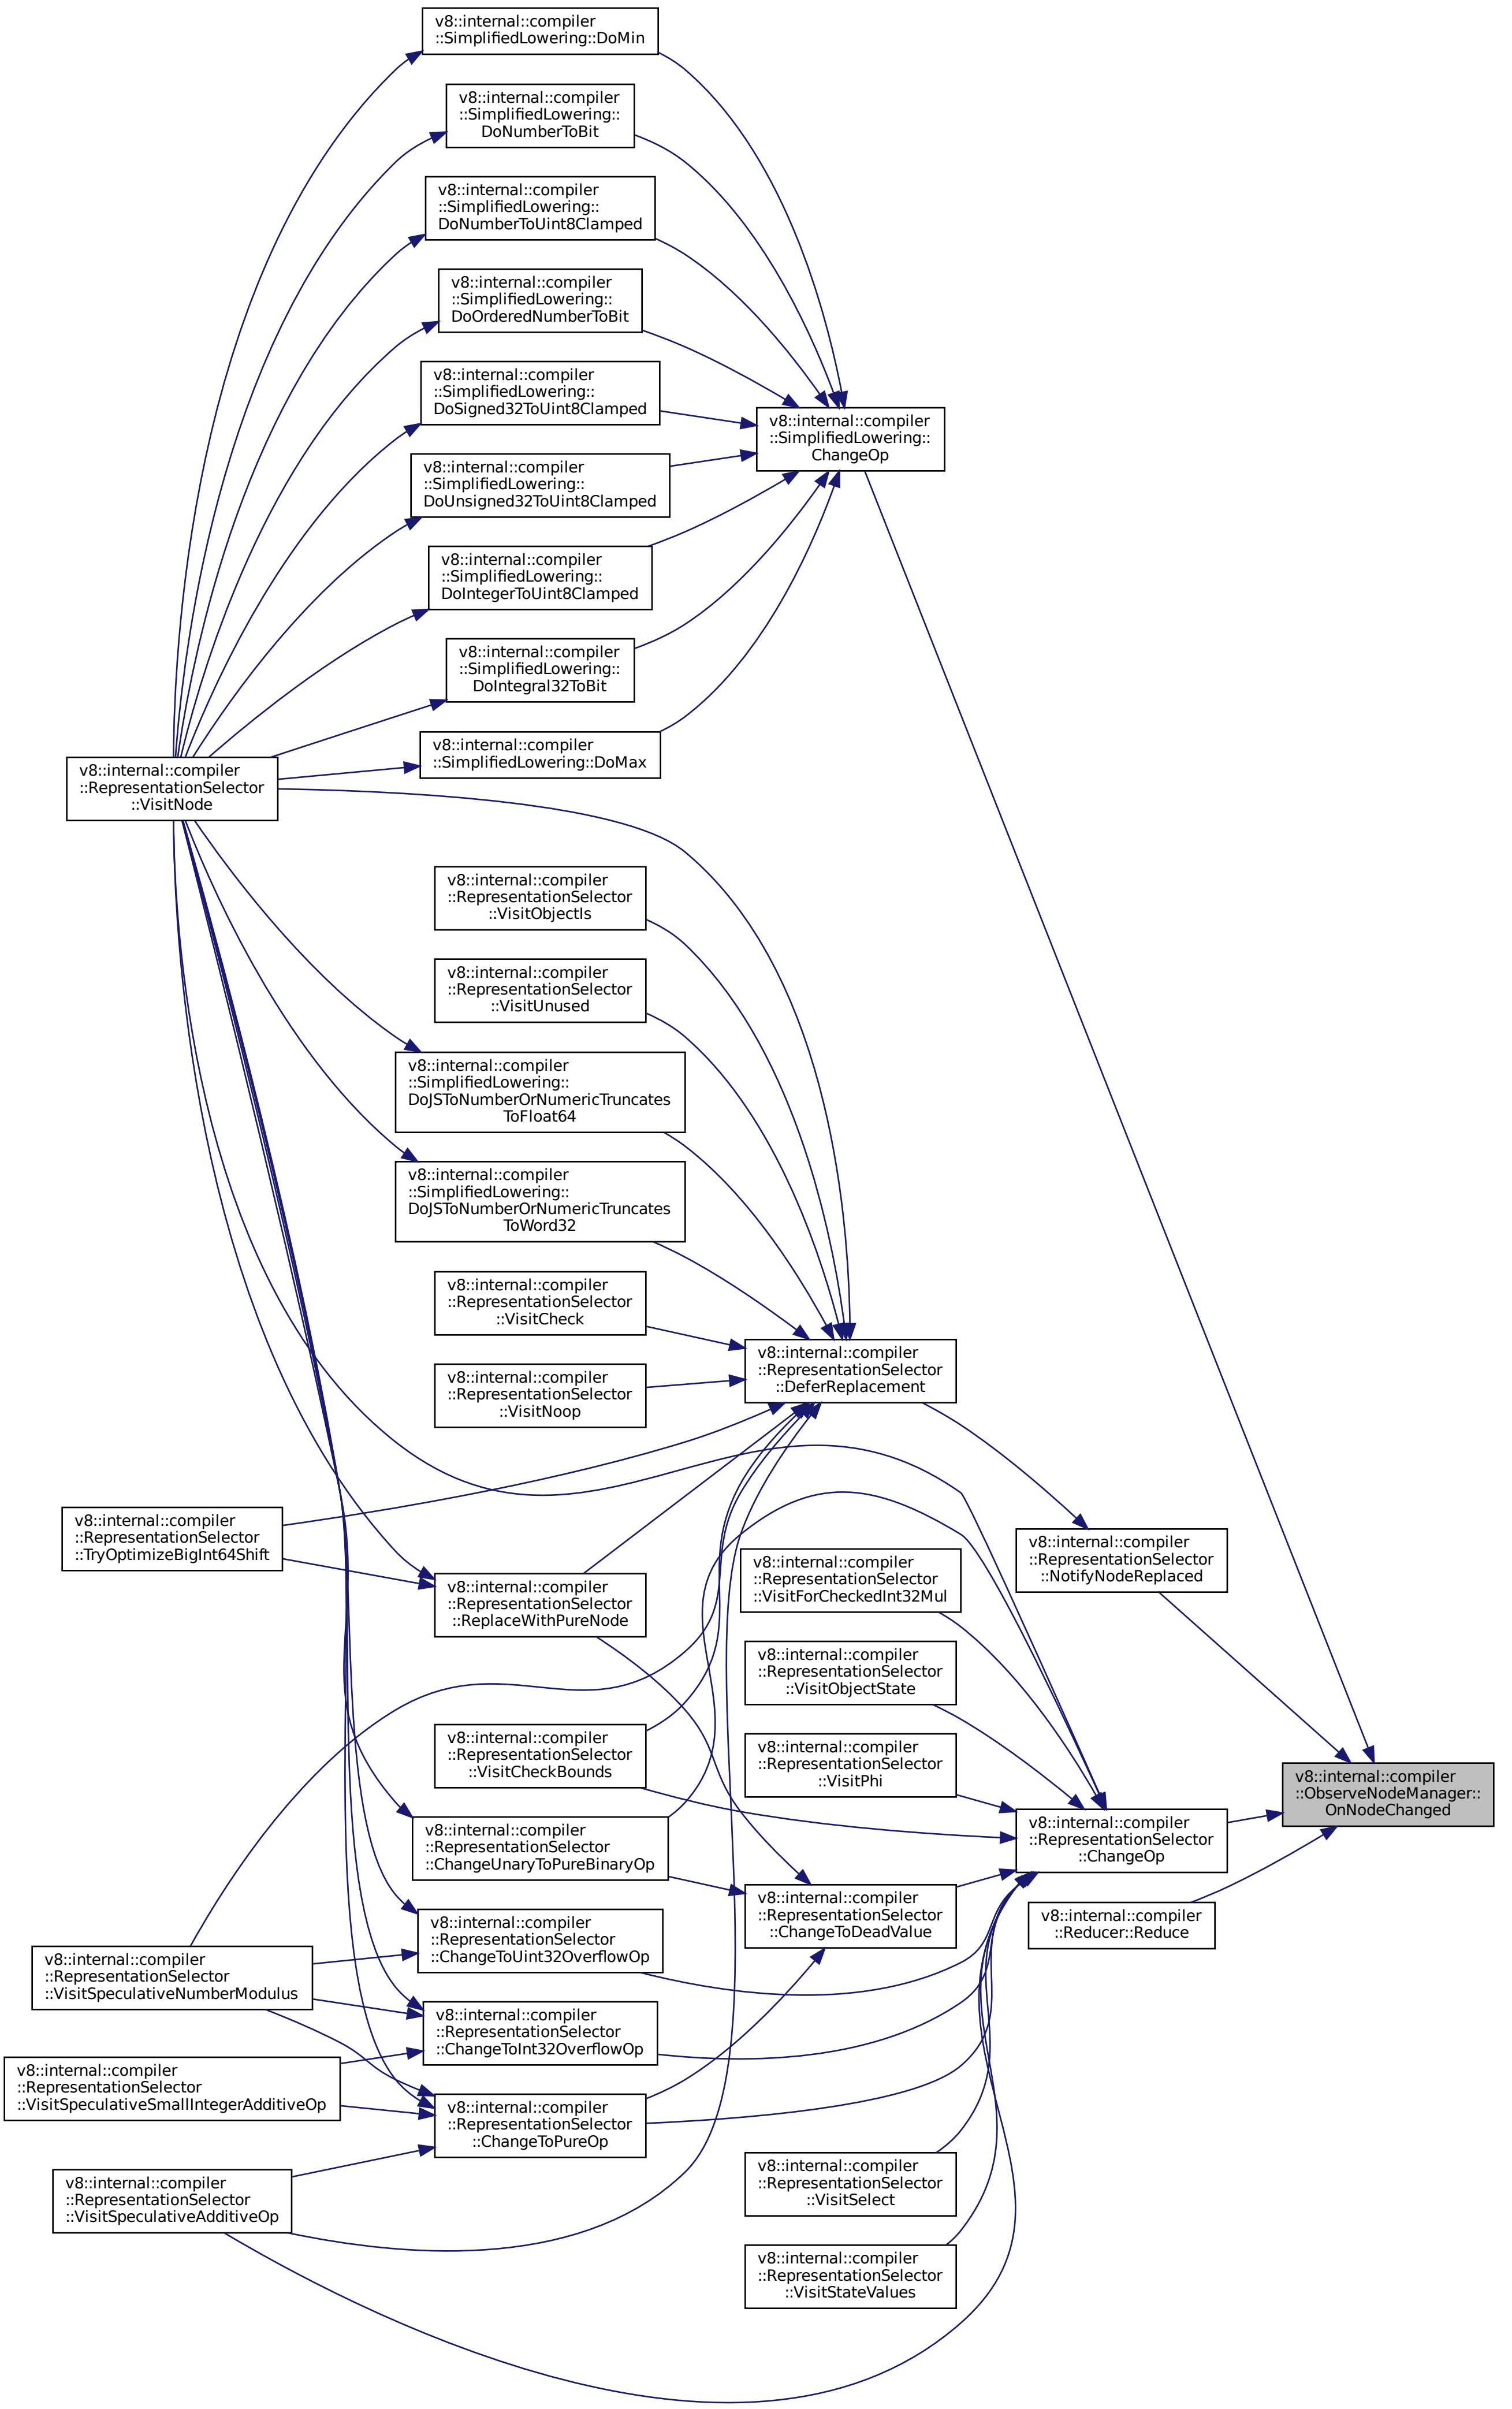 v8::internal::compiler
::SimplifiedLowering::DoMin
v8::internal::compiler
::SimplifiedLowering::
DoNumberToBit
v8::internal::compiler
::SimplifiedLowering::
DoNumberToUint8Clamped
v8::internal::compiler
::SimplifiedLowering::
DoOrderedNumberToBit
v8::internal::compiler
::SimplifiedLowering::
DoSigned32ToUint8Clamped
v8::internal::compiler
::SimplifiedLowering::
ChangeOp
v8::internal::compiler
::SimplifiedLowering::
DoUnsigned32ToUint8Clamped
v8::internal::compiler
::SimplifiedLowering::
DoIntegerToUint8Clamped
v8::internal::compiler
::SimplifiedLowering::
DoIntegral32ToBit
v8::internal::compiler
::SimplifiedLowering::DoMax
v8::internal::compiler
::RepresentationSelector
::VisitNode
v8::internal::compiler
::RepresentationSelector
::VisitObjectIs
v8::internal::compiler
::RepresentationSelector
::VisitUnused
v8::internal::compiler
::SimplifiedLowering::
DoJSToNumberOrNumericTruncates
ToFloat64
v8::internal::compiler
::SimplifiedLowering::
DoJSToNumberOrNumericTruncates
ToWord32
v8::internal::compiler
::RepresentationSelector
::VisitCheck
v8::internal::compiler
::RepresentationSelector
::DeferReplacement
v8::internal::compiler
::RepresentationSelector
::VisitNoop
v8::internal::compiler
::RepresentationSelector
::TryOptimizeBigInt64Shift
v8::internal::compiler
::RepresentationSelector
::NotifyNodeReplaced
v8::internal::compiler
::RepresentationSelector
::VisitForCheckedInt32Mul
v8::internal::compiler
::RepresentationSelector
::ReplaceWithPureNode
v8::internal::compiler
::RepresentationSelector
::VisitObjectState
v8::internal::compiler
::RepresentationSelector
::VisitCheckBounds
v8::internal::compiler
::RepresentationSelector
::VisitPhi
v8::internal::compiler
::ObserveNodeManager::
OnNodeChanged
v8::internal::compiler
::RepresentationSelector
::ChangeOp
v8::internal::compiler
::RepresentationSelector
::ChangeUnaryToPureBinaryOp
v8::internal::compiler
::RepresentationSelector
::ChangeToDeadValue
v8::internal::compiler
::Reducer::Reduce
v8::internal::compiler
::RepresentationSelector
::ChangeToUint32OverflowOp
v8::internal::compiler
::RepresentationSelector
::VisitSpeculativeNumberModulus
v8::internal::compiler
::RepresentationSelector
::ChangeToInt32OverflowOp
v8::internal::compiler
::RepresentationSelector
::VisitSpeculativeSmallIntegerAdditiveOp
v8::internal::compiler
::RepresentationSelector
::ChangeToPureOp
v8::internal::compiler
::RepresentationSelector
::VisitSelect
v8::internal::compiler
::RepresentationSelector
::VisitSpeculativeAdditiveOp
v8::internal::compiler
::RepresentationSelector
::VisitStateValues